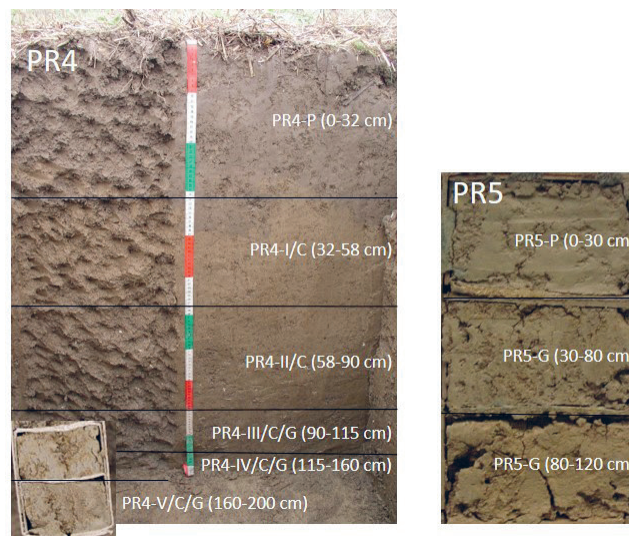 PR4
PR4-P (0-32 cm)
PR4-I/C (32-58 cm)
PR4-II/C (58-90 cm)
PR4-III/C/G (90-115 cm)
PR4-IV/C/G (115-160 cm)
PR4-V/C/G (160-200 cm)
PR5
PR5-P (0-30 cm)
PR5-G (30-80 cm)
PR5-G (80-120 cm)